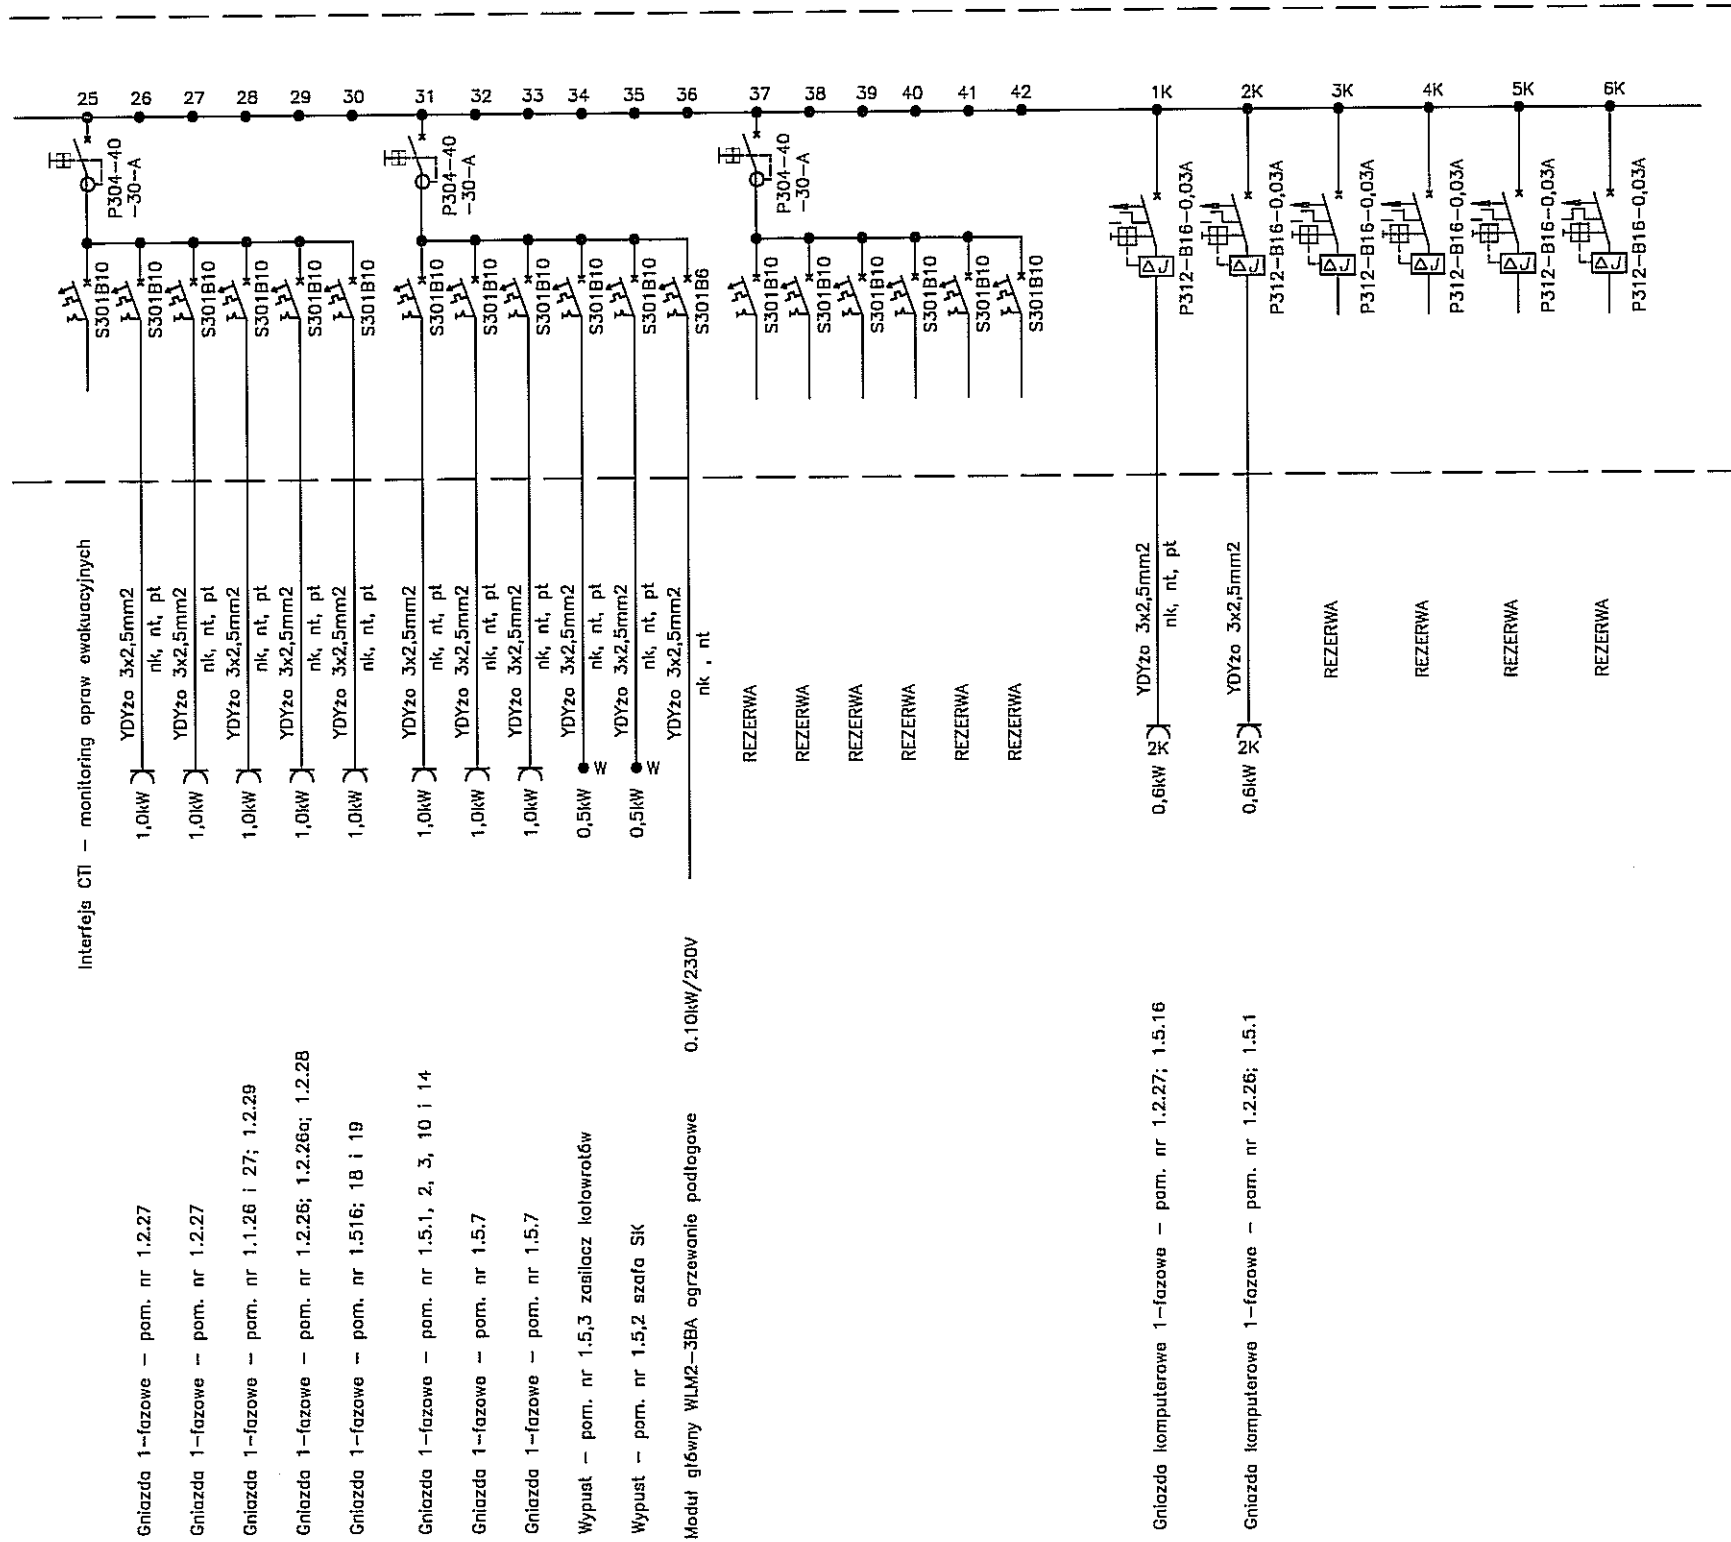 25 26 27 28 29 30 31 32 33 34 35 36 37 38 39 40 41 42 1K 2K 3K 4K 5K 6K
P304-40
-30-A
P304-40
-30-A
P304-40
-30-A
S301B10
S301B10
S301B10
S301B10
S301B10
S301B10
S301B10
S301B10
S301B10
S301B10
S301B10
S301B6
S301B10
S301B10
S301B10
S301B10
S301B10
S301B10
P312-B16-0,03A
P312-B16-0,03A
P312-B16-0,03A
P312-B16-0,03A
P312-B16-0,03A
P312-B16-0,03A
Interfejs CTI - monitoring opraw ewakuacyjnych
YDYżo 3x2,5mm2
nk, nt, pt
1,0kW
Gniazda 1-fazowe - pom. nr 1.2.27
YDYżo 3x2,5mm2
nk, nt, pt
1,0kW
Gniazda 1-fazowe - pom. nr 1.2.27
YDYżo 3x2,5mm2
nk, nt, pt
1,0kW
Gniazda 1-fazowe - pom. nr 1.1.26 i 27; 1.2.29
YDYżo 3x2,5mm2
nk, nt, pt
1,0kW
Gniazda 1-fazowe - pom. nr 1.2.26; 1.2.26a; 1.2.28
YDYżo 3x2,5mm2
nk, nt, pt
1,0kW
Gniazda 1-fazowe - pom. nr 1.516; 18 i 19
YDYżo 3x2,5mm2
nk, nt, pt
1,0kW
Gniazda 1-fazowe - pom. nr 1.5.1, 2, 3, 10 i 14
YDYżo 3x2,5mm2
nk, nt, pt
1,0kW
Gniazda 1-fazowe - pom. nr 1.5.7
YDYżo 3x2,5mm2
nk, nt, pt
1,0kW
Gniazda 1-fazowe - pom. nr 1.5.7
YDYżo 3x2,5mm2
nk, nt, pt
W
0,5kW
Wypust - pom. nr 1.5,3 zasilacz kołowrotów
YDYżo 3x2,5mm2
nk, nt, pt
W
0,5kW
Wypust - pom. nr 1.5,2 szafa SK
YDYżo 3x2,5mm2
nk , nt
Moduł główny WLM2-3BA ogrzewanie podłogowe 0.10kW/230V
REZERWA
REZERWA
REZERWA
REZERWA
REZERWA
REZERWA
YDYżo 3x2,5mm2
nk, nt, pt
2K
0,6kW
Gniazda komputerowe 1-fazowe - pom. nr 1.2.27; 1.5.16
YDYżo 3x2,5mm2
2K
0,6kW
Gniazda komputerowe 1-fazowe - pom. nr 1.2.26; 1.5.1
REZERWA
REZERWA
REZERWA
REZERWA